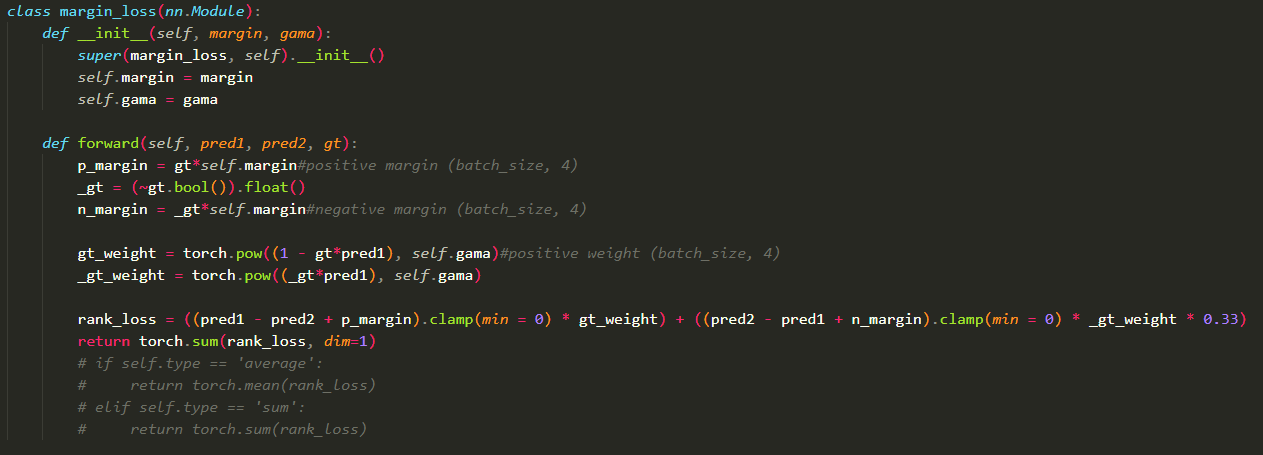 class margin_loss(nn.Module):
    def __init__(self, margin, gama):
        super(margin_loss, self).__init__()
        self.margin = margin
        self.gama = gama
    def forward(self, pred1, pred2, gt):
        p_margin = gt*self.margin#positive margin (batch_size, 4)
        _gt = (~gt.bool()).float()
        n_margin = _gt*self.margin#negative margin (batch_size, 4)
        gt_weight = torch.pow((1 - gt*pred1), self.gama)#positive weight (batch_size, 4)
        _gt_weight = torch.pow((_gt*pred1), self.gama)
        rank_loss = ((pred1 - pred2 + p_margin).clamp(min = 0) * gt_weight) + ((pred2 - pred1 + n_margin).clamp(min = 0) * _gt_weight * 0.33)
        return torch.sum(rank_loss, dim=1)
        # if self.type == 'average':
        #     return torch.mean(rank_loss)
        # elif self.type == 'sum':
        #     return torch.sum(rank_loss)